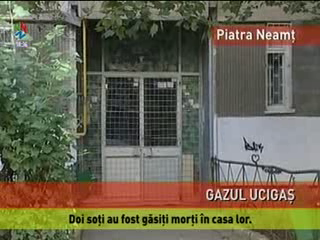 Piatra Neamț
GAZUL UCIGAȘ
Doi soți au fost găsiți morți în casa lor.